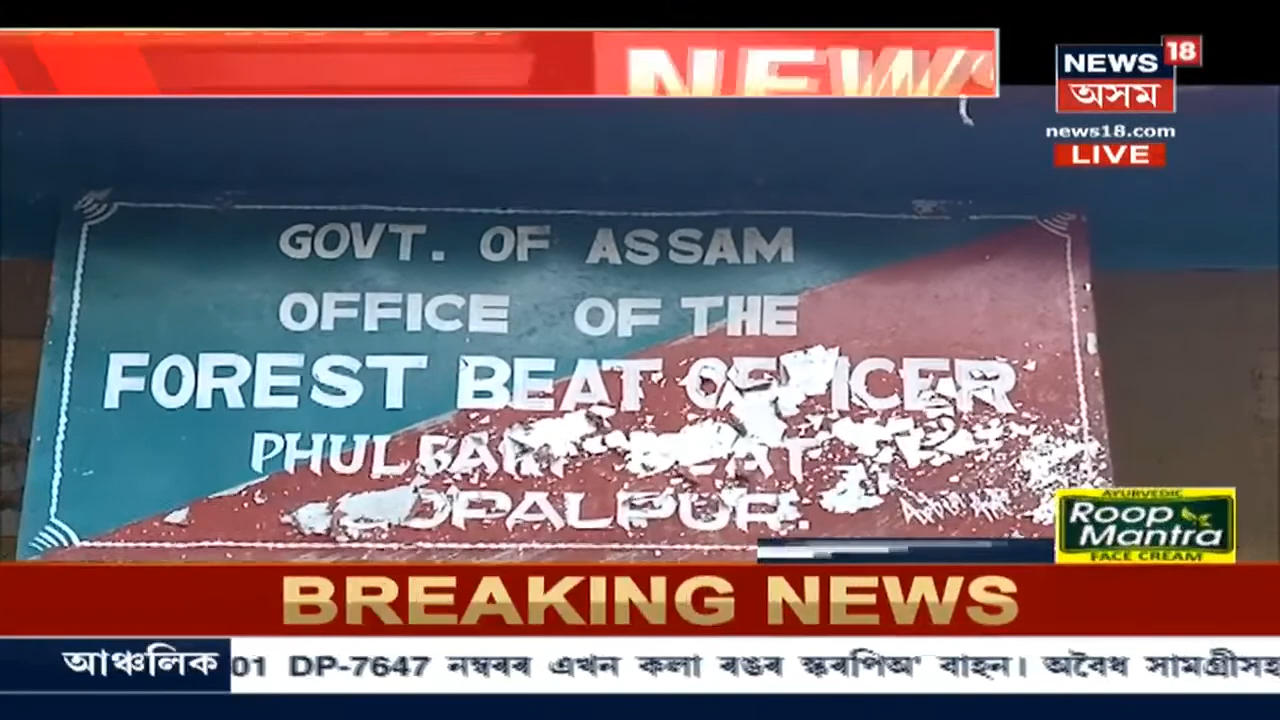 NEWS
NEWS 18
অসম
news18.com
LIVE
GOVT. OF ASSAM
OFFICE OF THE
FOREST BEAT OFFICER
BEAT
GOPALPUR.
AYURVEDIC
Roop
Mantra
FACE CREAM
BREAKING NEWS
আঞ্চলিক
01 DP-7647 নম্বৰৰ এখন কলা ৰঙৰ স্কৰপিঅ' বাহন। অবৈধ সামগ্ৰীসহ